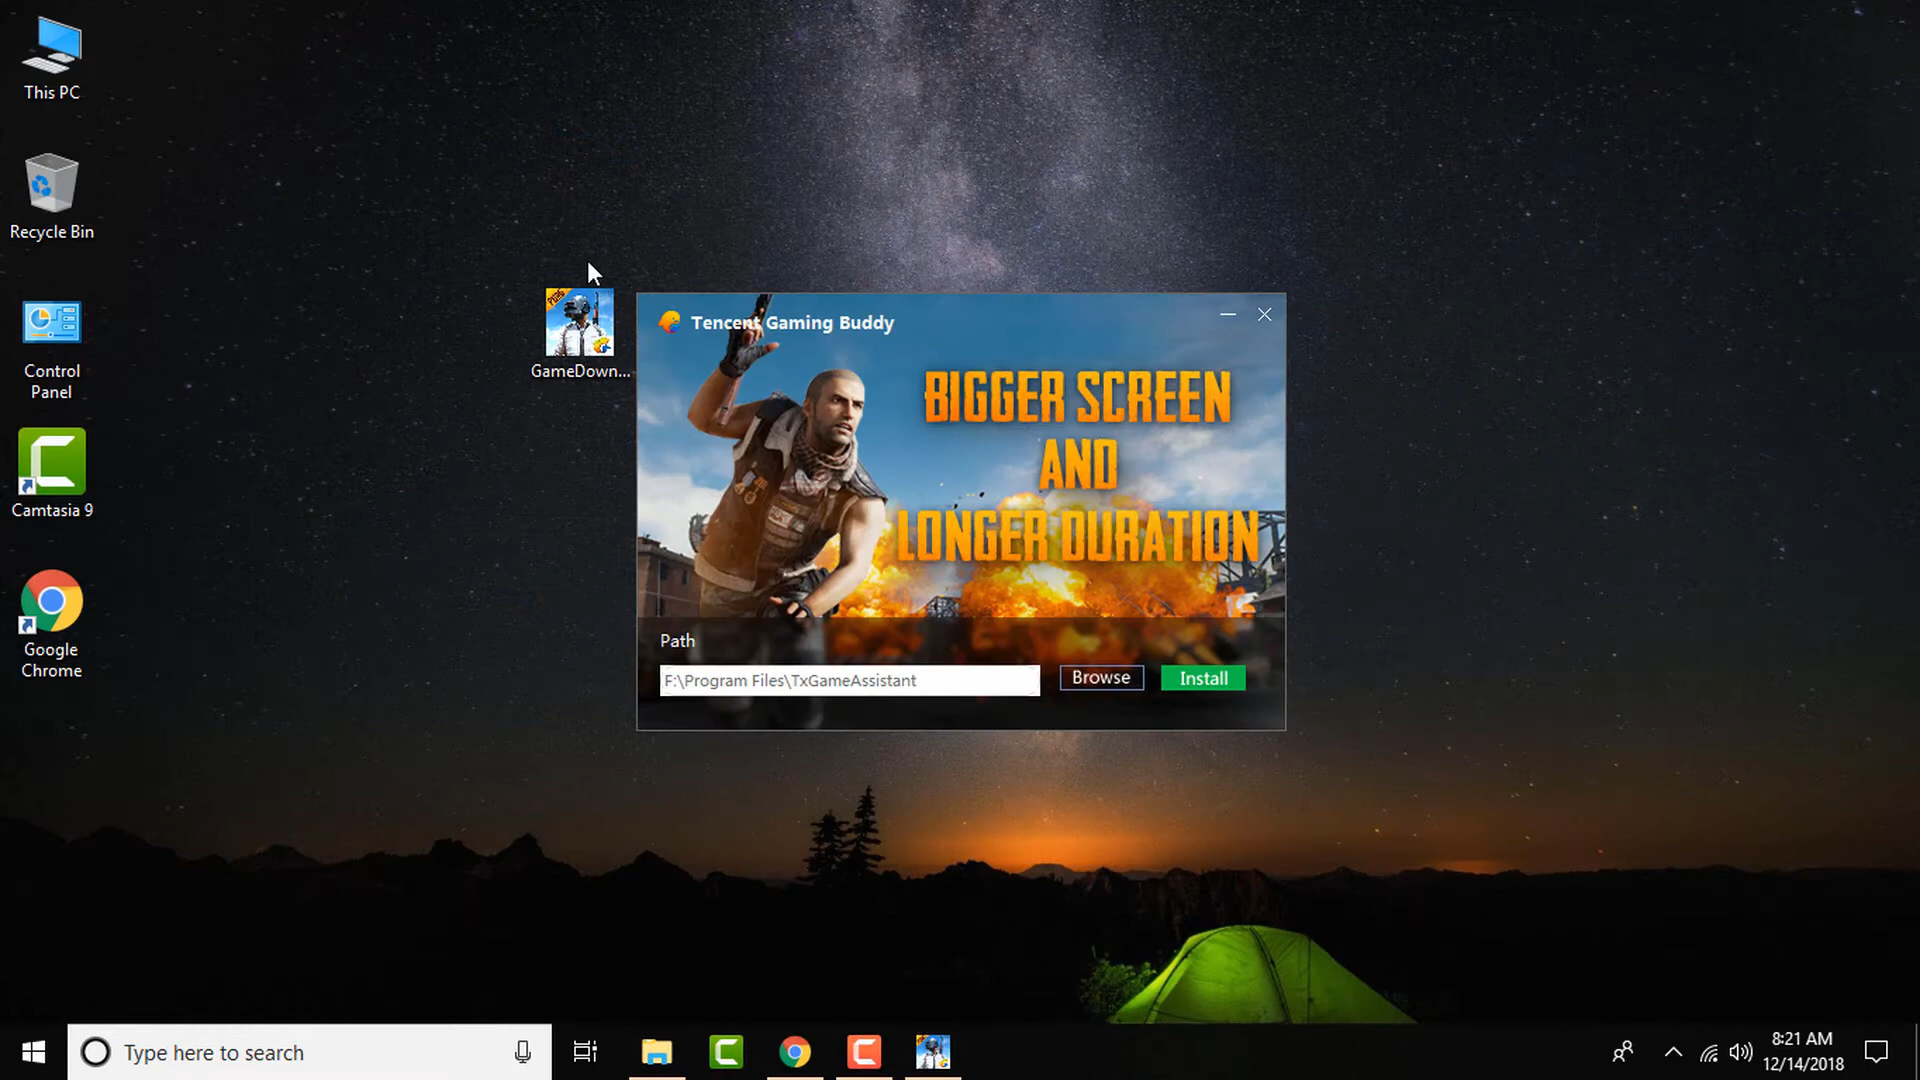 This PC
Recycle Bin
Control
Panel
Camtasia 9
Google
Chrome
PUBG
GameDown...
Tencent Gaming Buddy
BIGGER SCREEN
AND
LONGER DURATION
Path
F:\Program Files\TxGameAssistant
Browse
Install
Type here to search
8:21 AM
12/14/2018